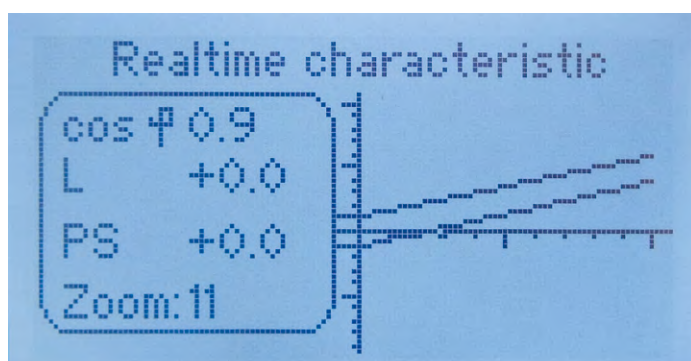 Realtime characteristic
cos φ 0.9
L +0.0
PS +0.0
Zoom: 11